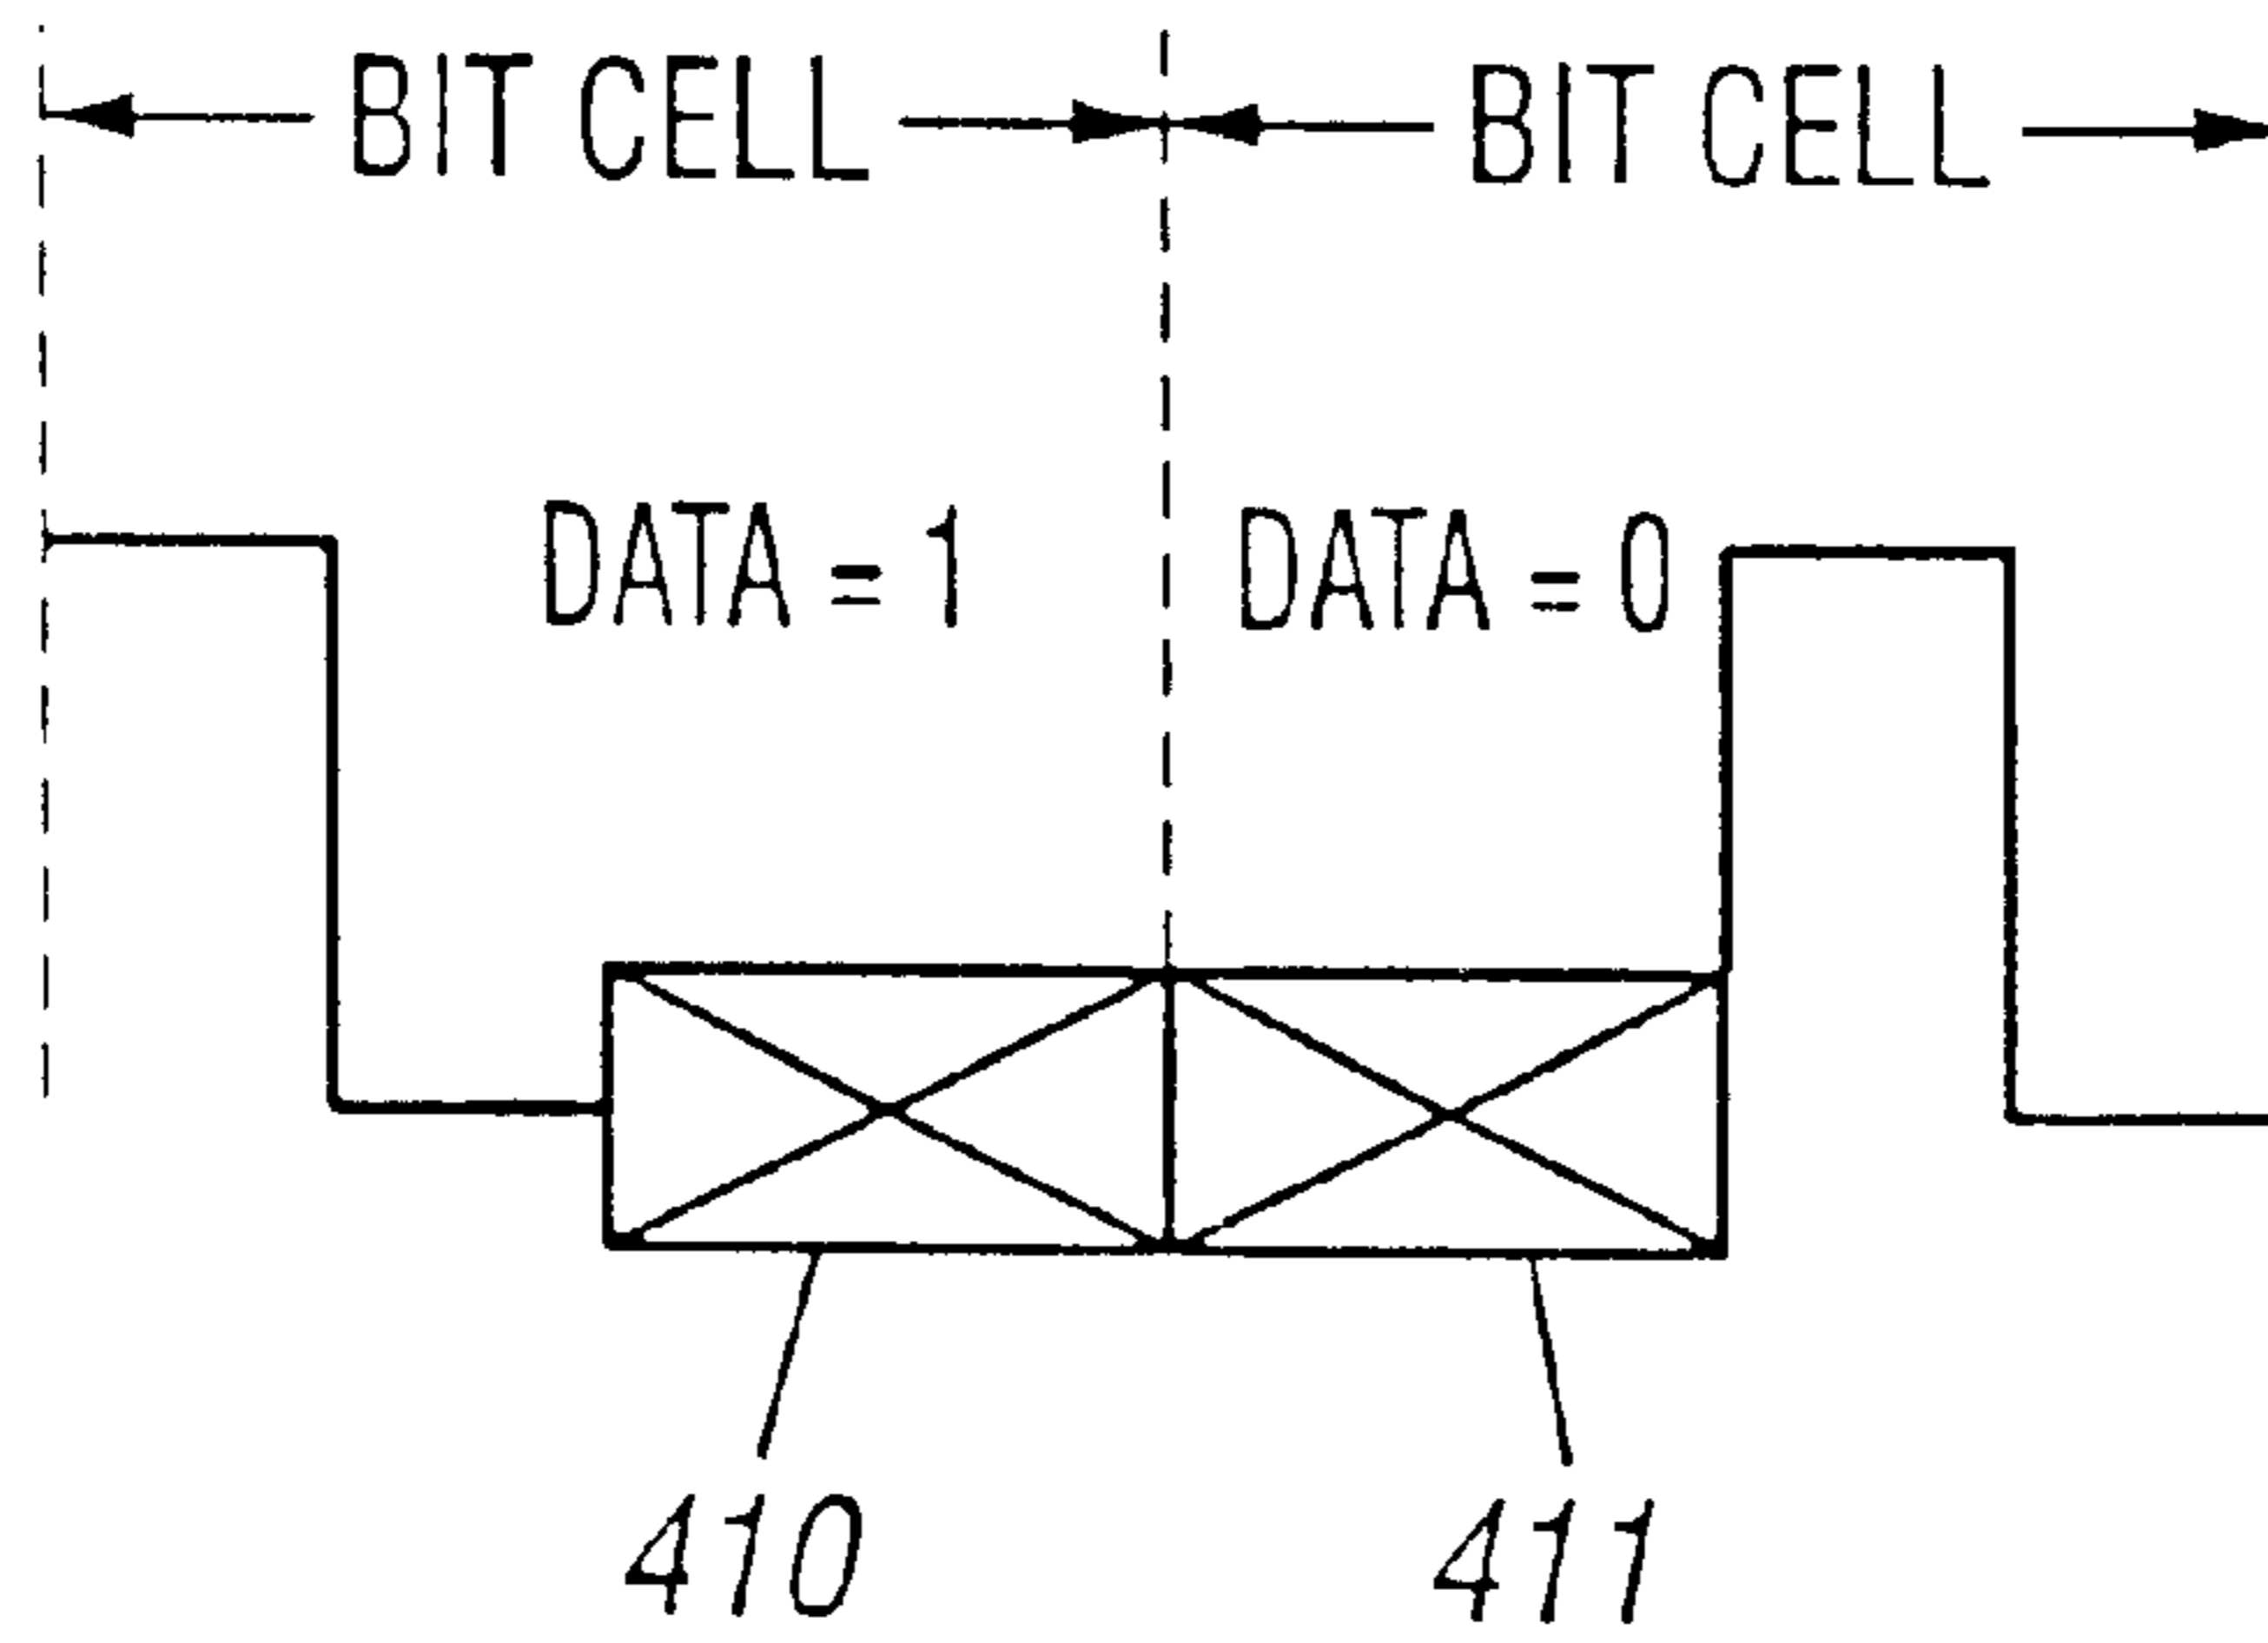 BIT CELL BIT CELL
DATA = 1 DATA = 0
410 411